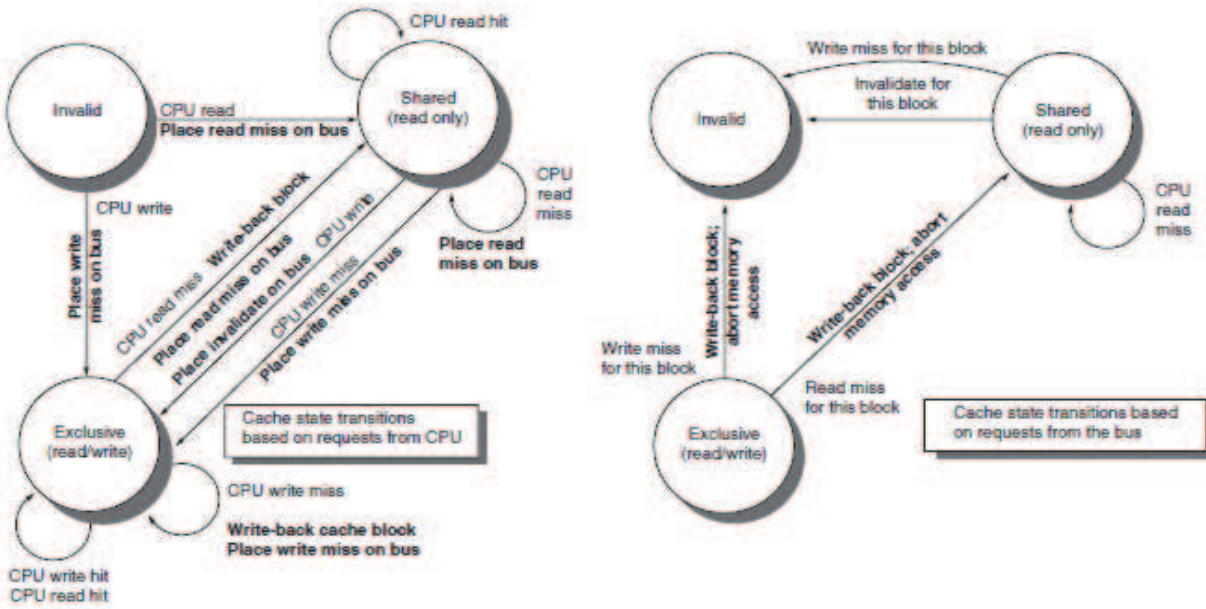 CPU read hit
Invalid
CPU read
Place read miss on bus
Shared
(read only)
CPU write
Place write
miss on bus
CPU read miss Write-back block
Place read miss on bus
Place invalidate on bus CPU write
CPU write miss
Place write miss on bus
CPU
read
miss
Place read
miss on bus
Exclusive
(read/write)
Cache state transitions
based on requests from CPU
CPU write miss
Write-back cache block
Place write miss on bus
CPU write hit
CPU read hit
Write miss for this block
Invalidate for
this block
Invalid
Shared
(read only)
CPU
read
miss
Write-back block;
abort memory
access
Write-back block; abort
memory access
Write miss
for this block
Read miss
for this block
Exclusive
(read/write)
Cache state transitions based
on requests from the bus